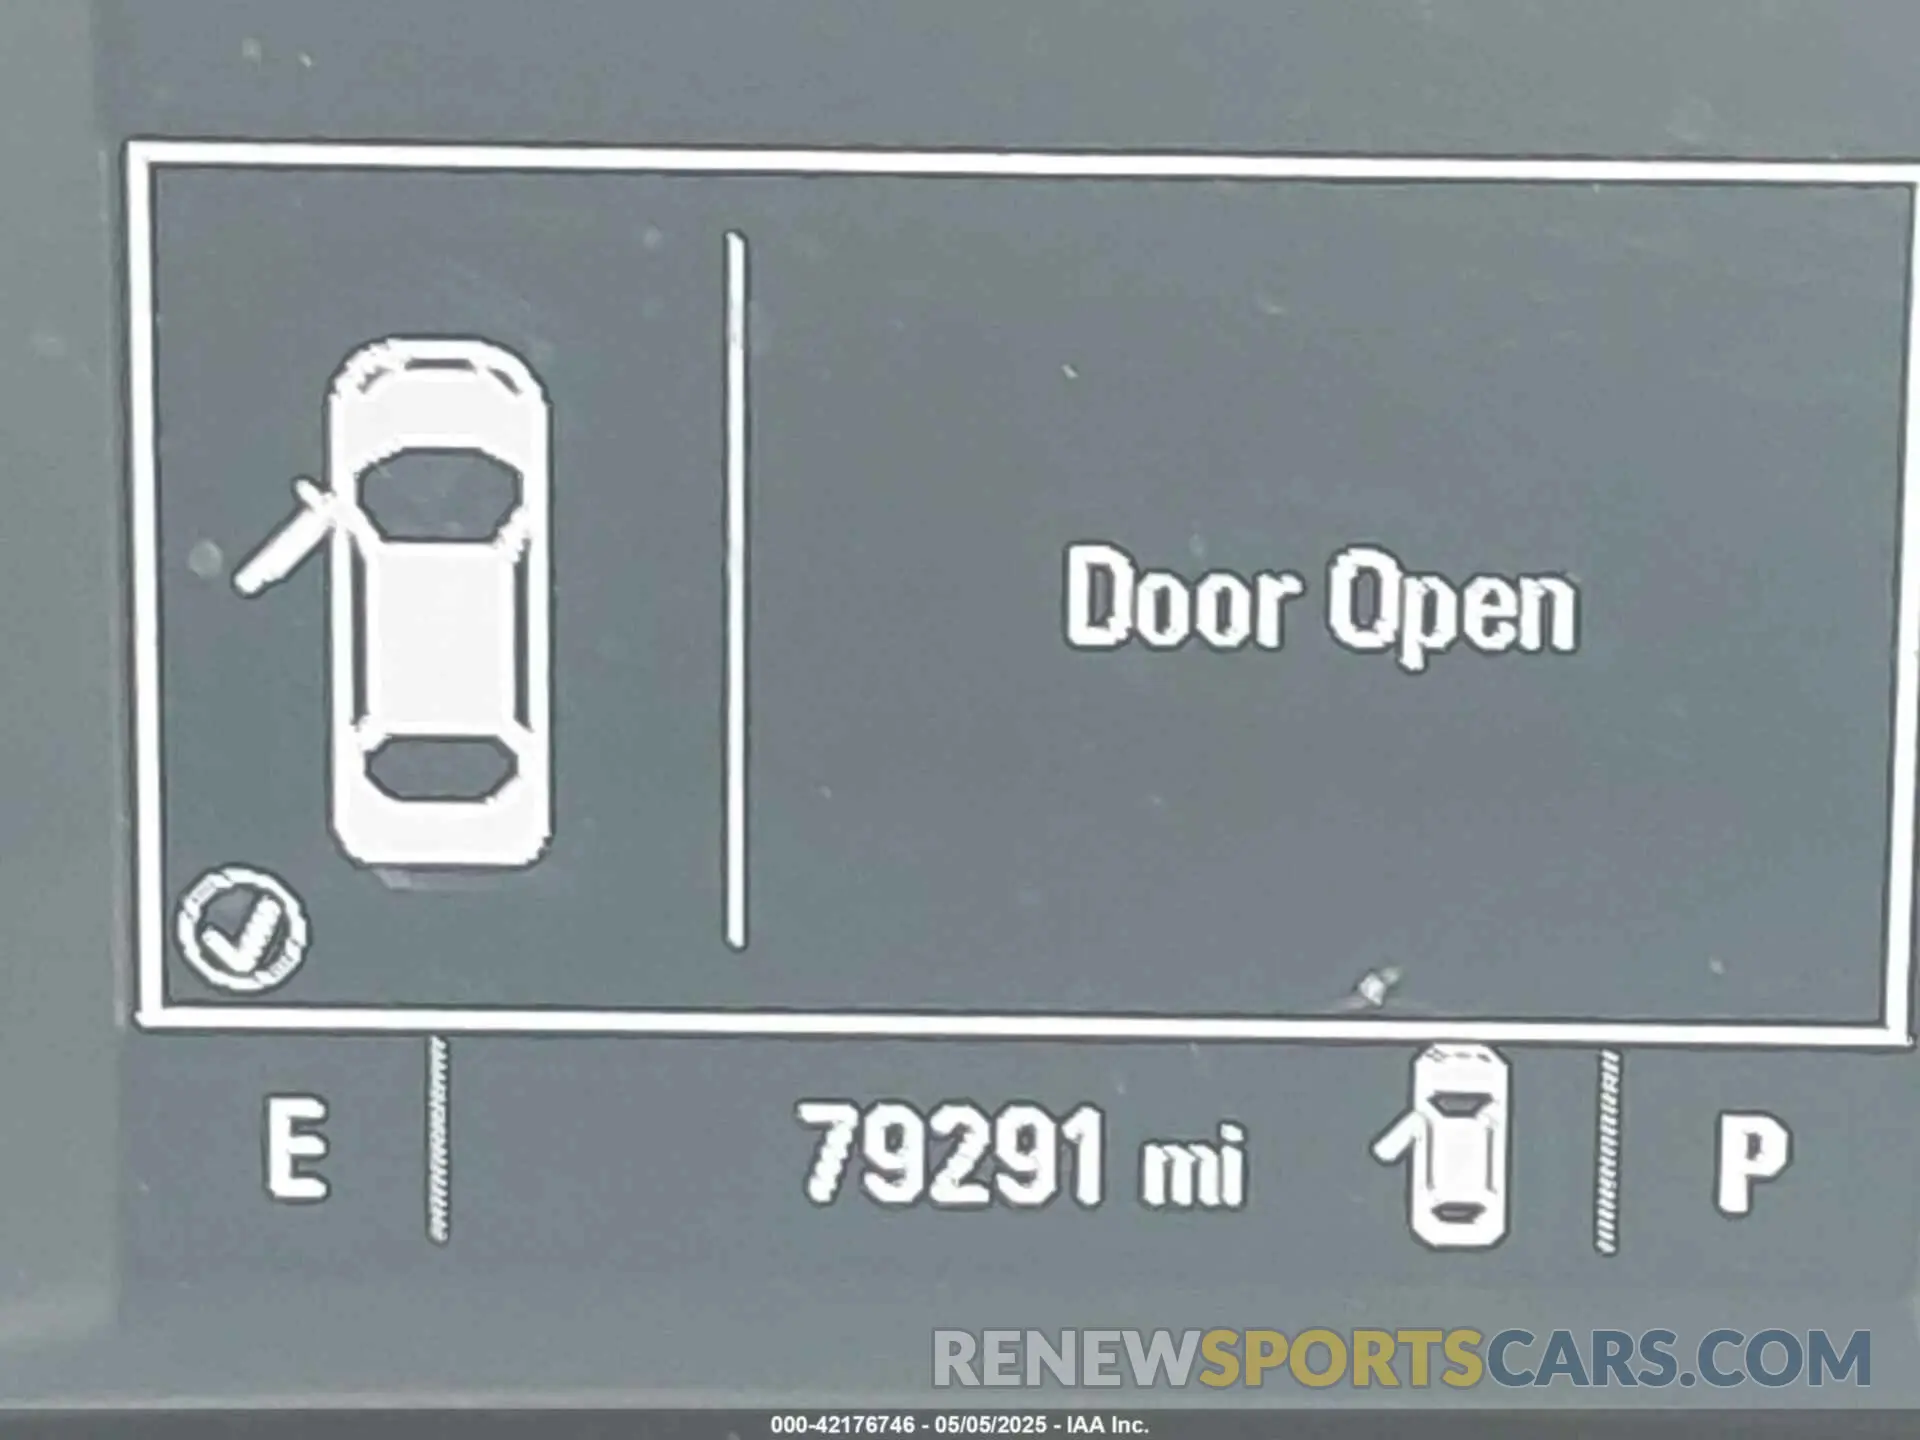 Door Open
E 79291 mi P
RENEWSPORTSCARS.COM
000-42176746 - 05/05/2025 - IAA Inc.